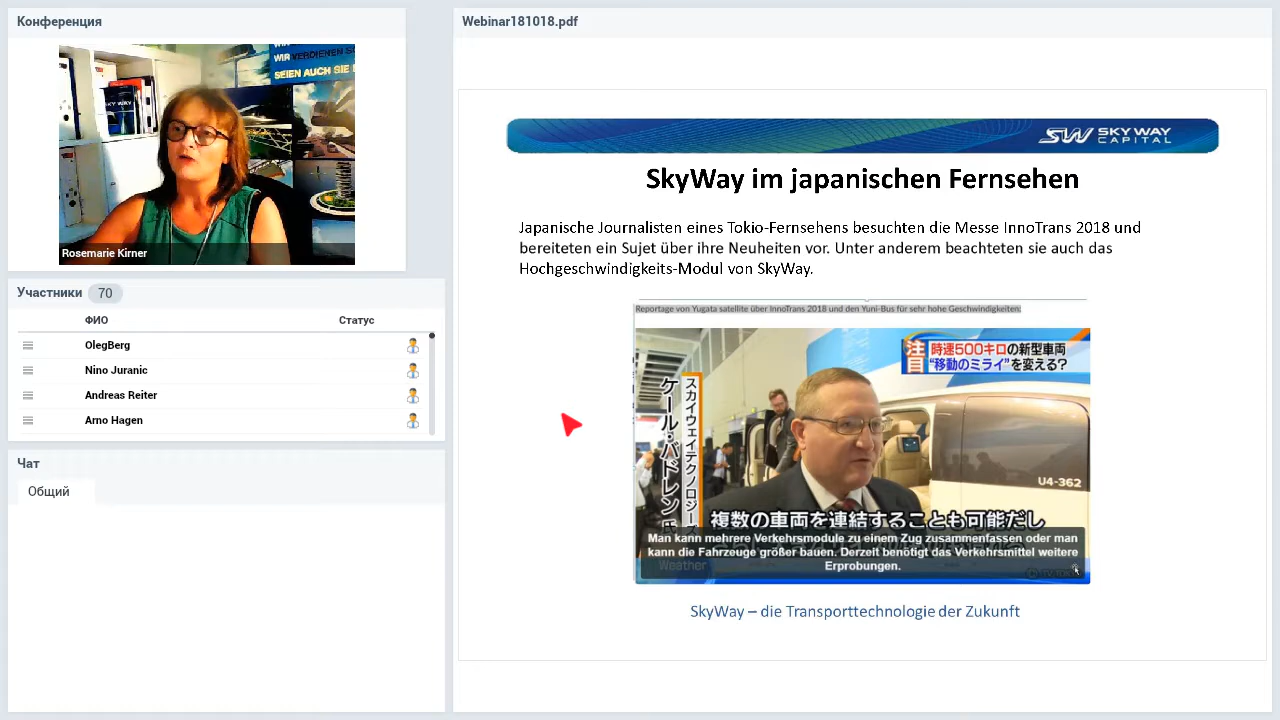 Конференция
WIR
WIR VERDIENEN S
SEIEN AUCH SIE
SKY WAY
Rosemarie Kirner
Участники 70
ФИО Статус
OlegBerg
Nino Juranic
Andreas Reiter
Arno Hagen
Чат
Общий
Webinar181018.pdf
SW SKY WAY
CAPITAL
SkyWay im japanischen Fernsehen
Japanische Journalisten eines Tokio-Fernsehens besuchten die Messe InnoTrans 2018 und
bereiteten ein Sujet über ihre Neuheiten vor. Unter anderem beachteten sie auch das
Hochgeschwindigkeits-Modul von SkyWay.
Reportage von Yugata satellite über InnoTrans 2018 und den Yuni-Bus für sehr hohe Geschwindigkeiten:
注目
時速500キロの新型車両
“移動のミライ”を変える?
スカイウェイテクノロジーズ
ケール・バドレン氏
U4-362
複数の車両を連結することも可能だし
Man kann mehrere Verkehrsmodule zu einem Zug zusammenfassen oder man
kann die Fahrzeuge größer bauen. Derzeit benötigt das Verkehrsmittel weitere
Erprobungen.
Weather
SkyWay – die Transporttechnologie der Zukunft